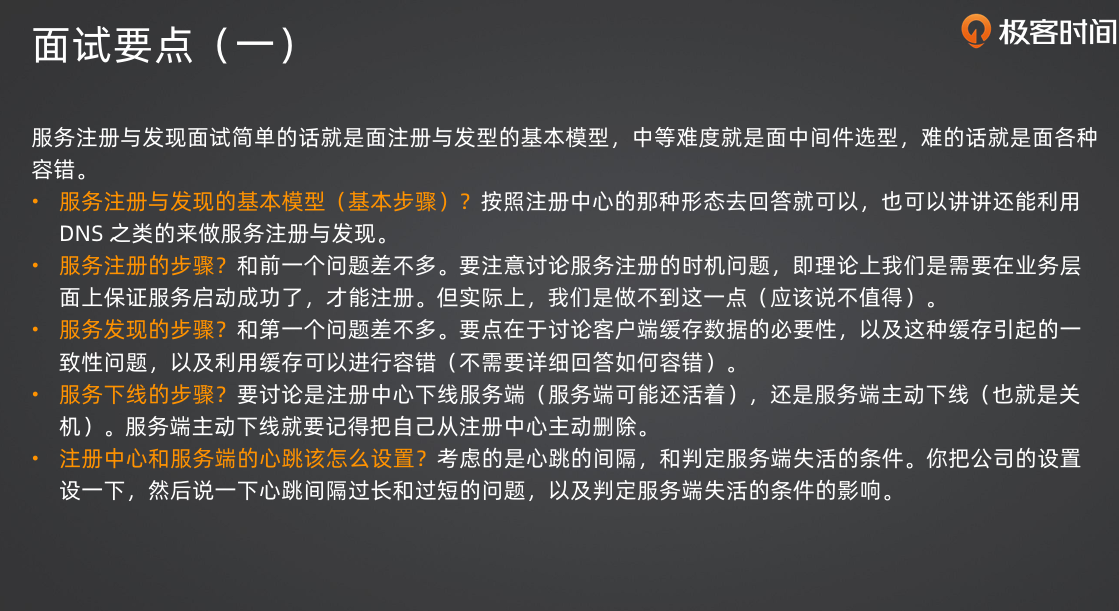 面试要点（一）
极客时间
服务注册与发现面试简单的话就是面注册与发型的基本模型，中等难度就是面中间件选型，难的话就是面各种
容错。
• 服务注册与发现的基本模型（基本步骤）？按照注册中心的那种形态去回答就可以，也可以讲讲还能利用
DNS 之类的来做服务注册与发现。
• 服务注册的步骤？和前一个问题差不多。要注意讨论服务注册的时机问题，即理论上我们是需要在业务层
面上保证服务启动成功了，才能注册。但实际上，我们是做不到这一点（应该说不值得）。
• 服务发现的步骤？和第一个问题差不多。要点在于讨论客户端缓存数据的必要性，以及这种缓存引起的一
致性问题，以及利用缓存可以进行容错（不需要详细回答如何容错）。
• 服务下线的步骤？要讨论是注册中心下线服务端（服务端可能还活着），还是服务端主动下线（也就是关
机）。服务端主动下线就要记得把自己从注册中心主动删除。
• 注册中心和服务端的心跳该怎么设置？考虑的是心跳的间隔，和判定服务端失活的条件。你把公司的设置
设一下，然后说一下心跳间隔过长和过短的问题，以及判定服务端失活的条件的影响。